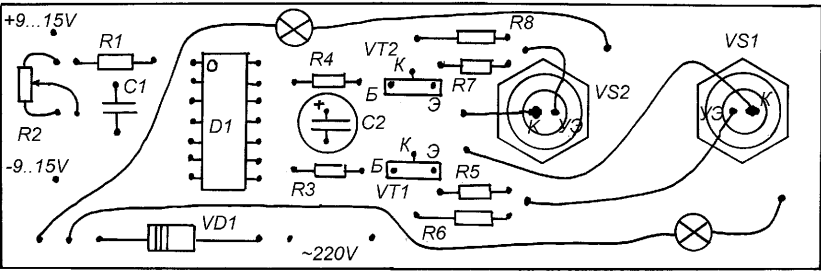 +9...15V
R1
R4
VT2
R8
VS1
К
R7
C1
Б
Э
VS2
К
УЭ
УЭ
К
R2
D1
+
C2
-9..15V
К
Б
Э
R3
VT1
R5
VD1
R6
~220V